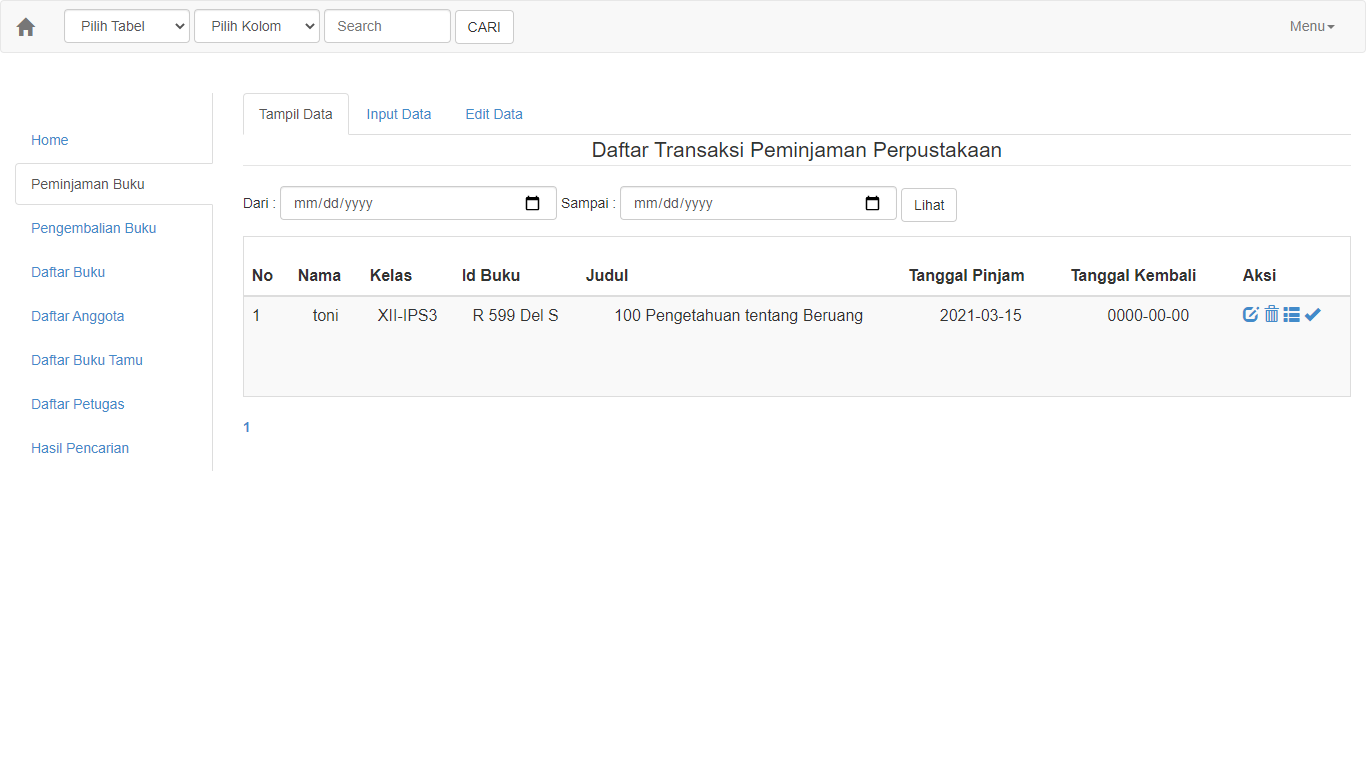 Pilih Tabel Pilih Kolom Search CARI Menu
Tampil Data Input Data Edit Data
Home
Peminjaman Buku
Pengembalian Buku
Daftar Buku
Daftar Anggota
Daftar Buku Tamu
Daftar Petugas
Hasil Pencarian
Daftar Transaksi Peminjaman Perpustakaan
Dari : mm/dd/yyyy Sampai : mm/dd/yyyy Lihat
No Nama Kelas Id Buku Judul Tanggal Pinjam Tanggal Kembali Aksi
1 toni XII-IPS3 R 599 Del S 100 Pengetahuan tentang Beruang 2021-03-15 0000-00-00
1